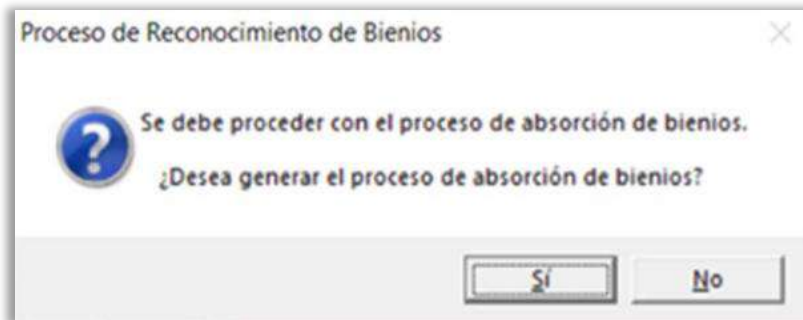 Proceso de Reconocimiento de Bienios
Se debe proceder con el proceso de absorción de bienios.
¿Desea generar el proceso de absorción de bienios?
Sí
No